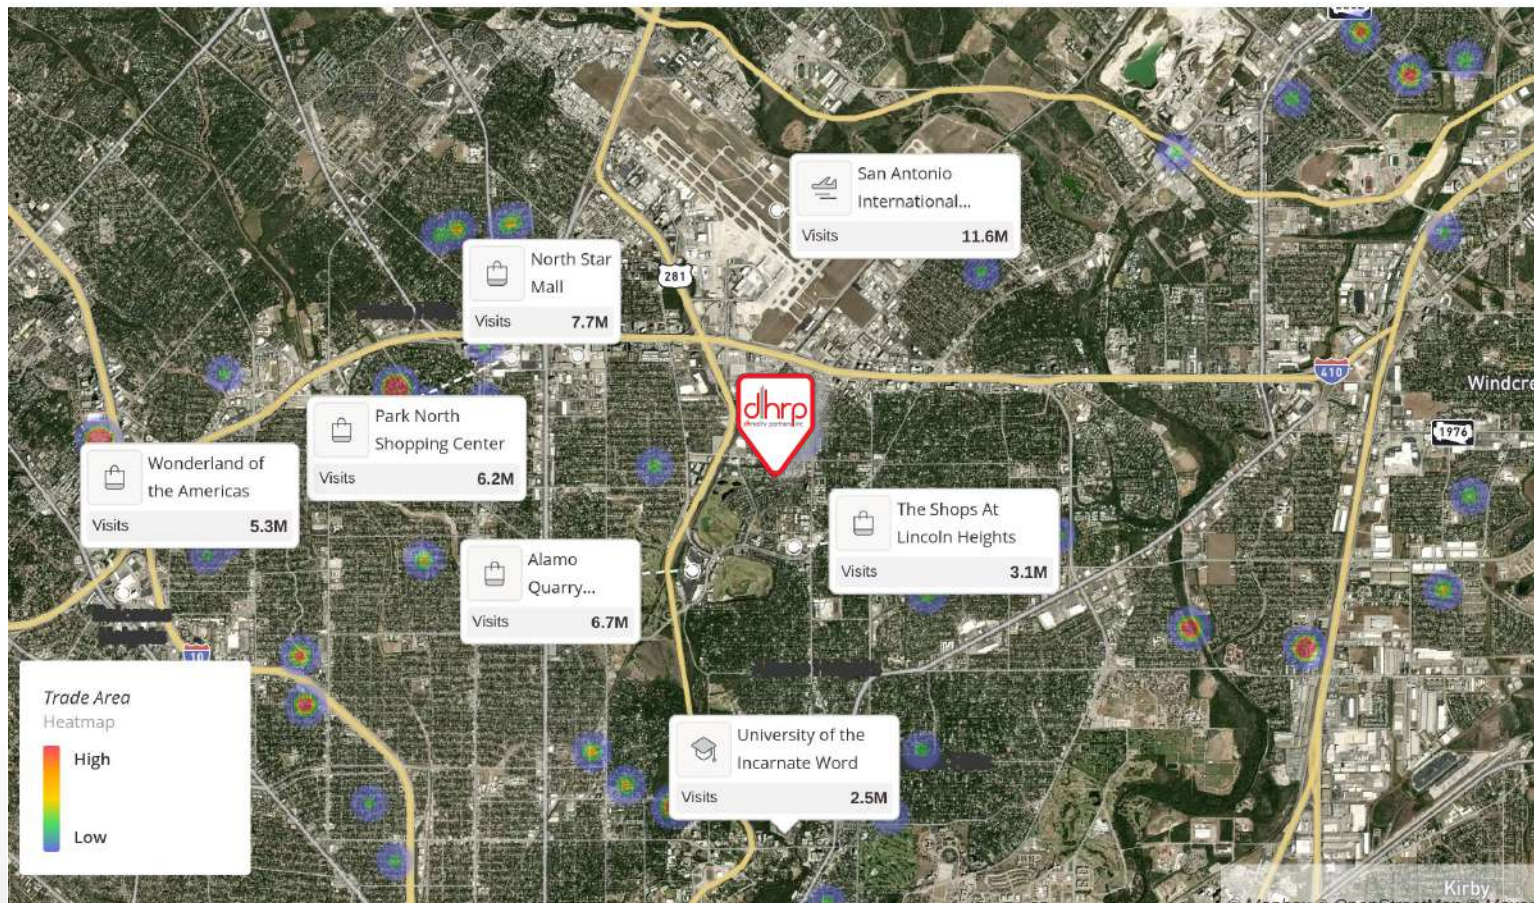 San Antonio
International...
Visits 11.6M
North Star
Mall
Visits 7.7M
281
410
Windcre
1976
dhrp
Park North
Shopping Center
Visits 6.2M
Wonderland of
the Americas
Visits 5.3M
The Shops At
Lincoln Heights
Visits 3.1M
Alamo
Quarry...
Visits 6.7M
10
Trade Area
Heatmap
High
Low
University of the
Incarnate Word
Visits 2.5M
Kirby